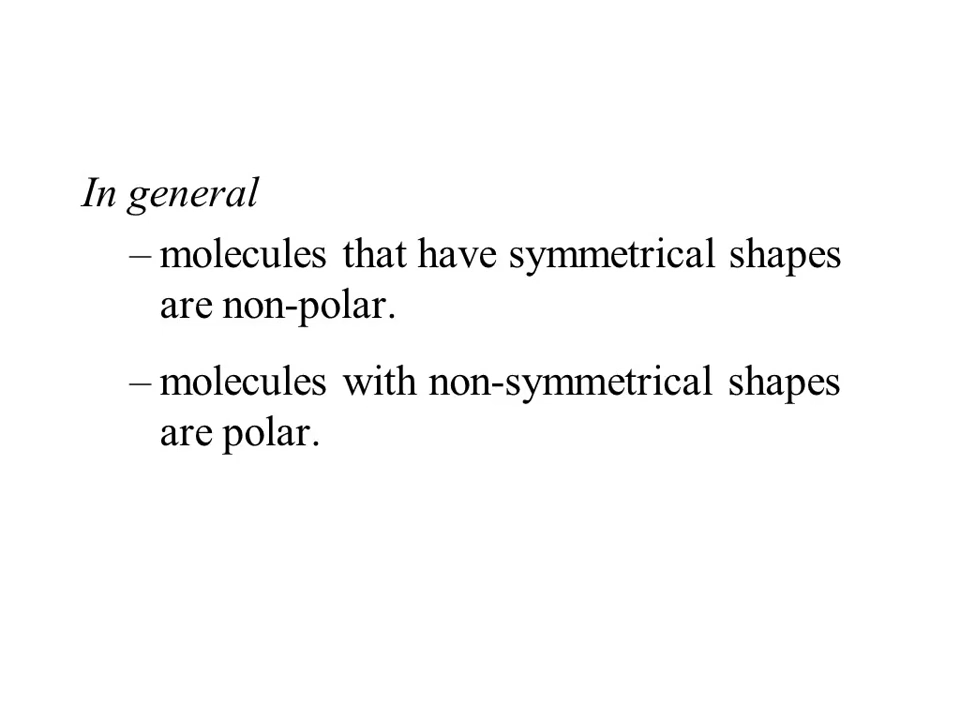 In general
– molecules that have symmetrical shapes
are non-polar.
– molecules with non-symmetrical shapes
are polar.